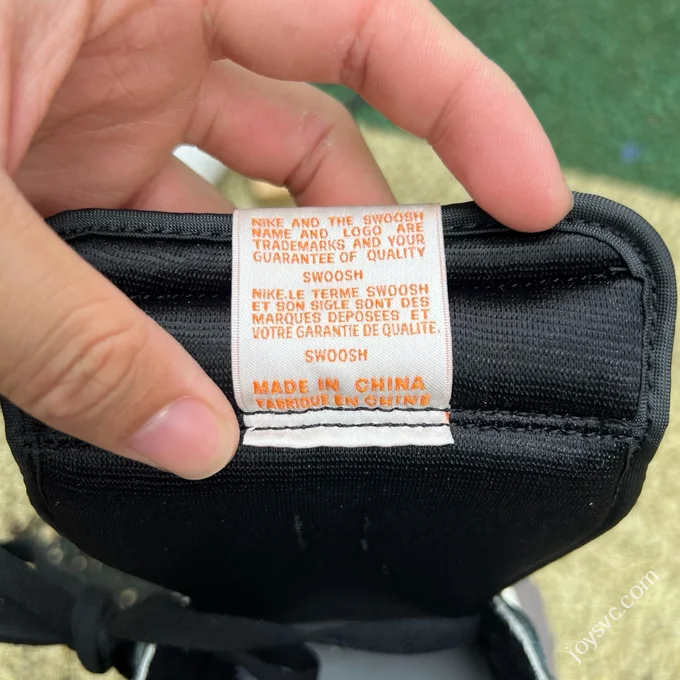 NIKE AND THE SWOOSH
NAME AND LOGO ARE
TRADEMARKS AND YOUR
GUARANTEE OF QUALITY
SWOOSH
NIKE.LE TERME SWOOSH
ET SON SIGLE SONT DES
MARQUES DEPOSEES ET
VOTRE GARANTIE DE QUALITE.
SWOOSH
MADE IN CHINA
FABRIQUE EN CHINE
joysvc.com